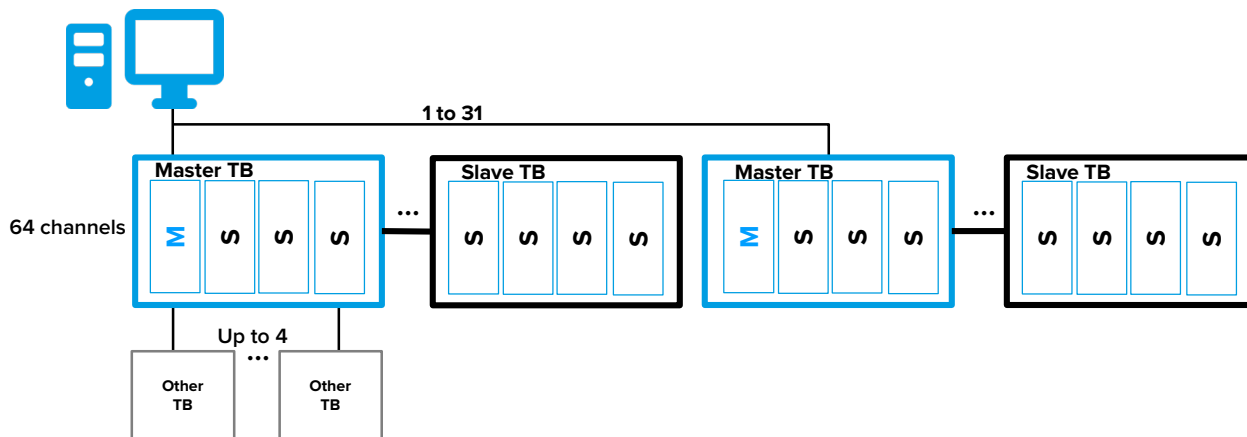 1 to 31
Master TB
Slave TB
Master TB
Slave TB
64 channels
M S S S
...
S S S S
M S S S
...
S S S S
Up to 4
...
Other
TB
Other
TB